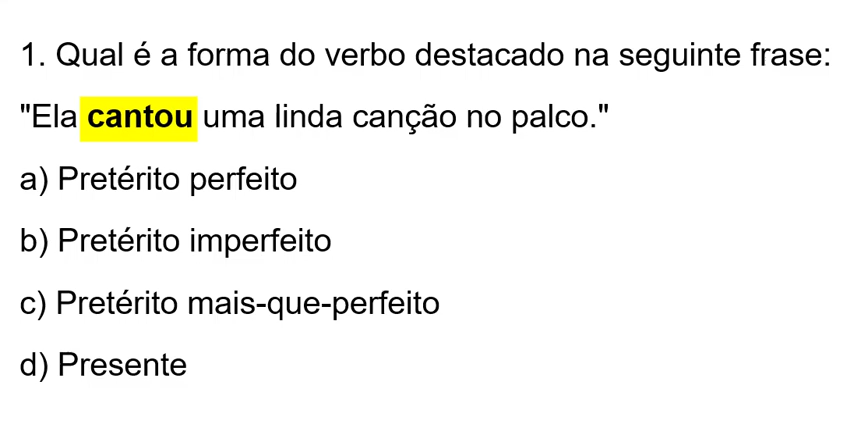 1. Qual é a forma do verbo destacado na seguinte frase:
"Ela cantou uma linda canção no palco."
a) Pretérito perfeito
b) Pretérito imperfeito
c) Pretérito mais-que-perfeito
d) Presente